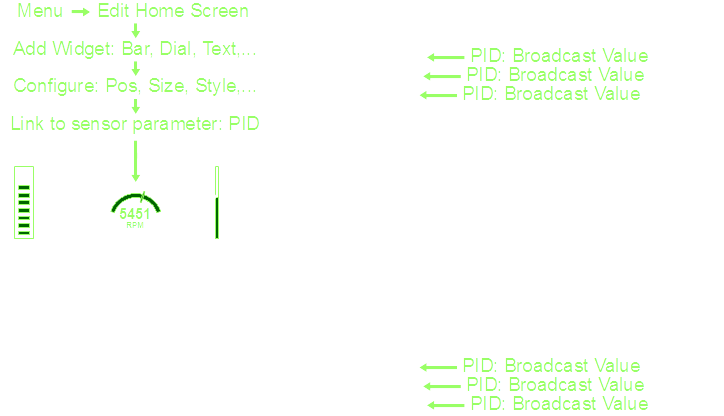 Menu → Edit Home Screen
Add Widget: Bar, Dial, Text,...
Configure: Pos, Size, Style,...
Link to sensor parameter: PID
5451
RPM
PID: Broadcast Value
PID: Broadcast Value
PID: Broadcast Value
PID: Broadcast Value
PID: Broadcast Value
PID: Broadcast Value